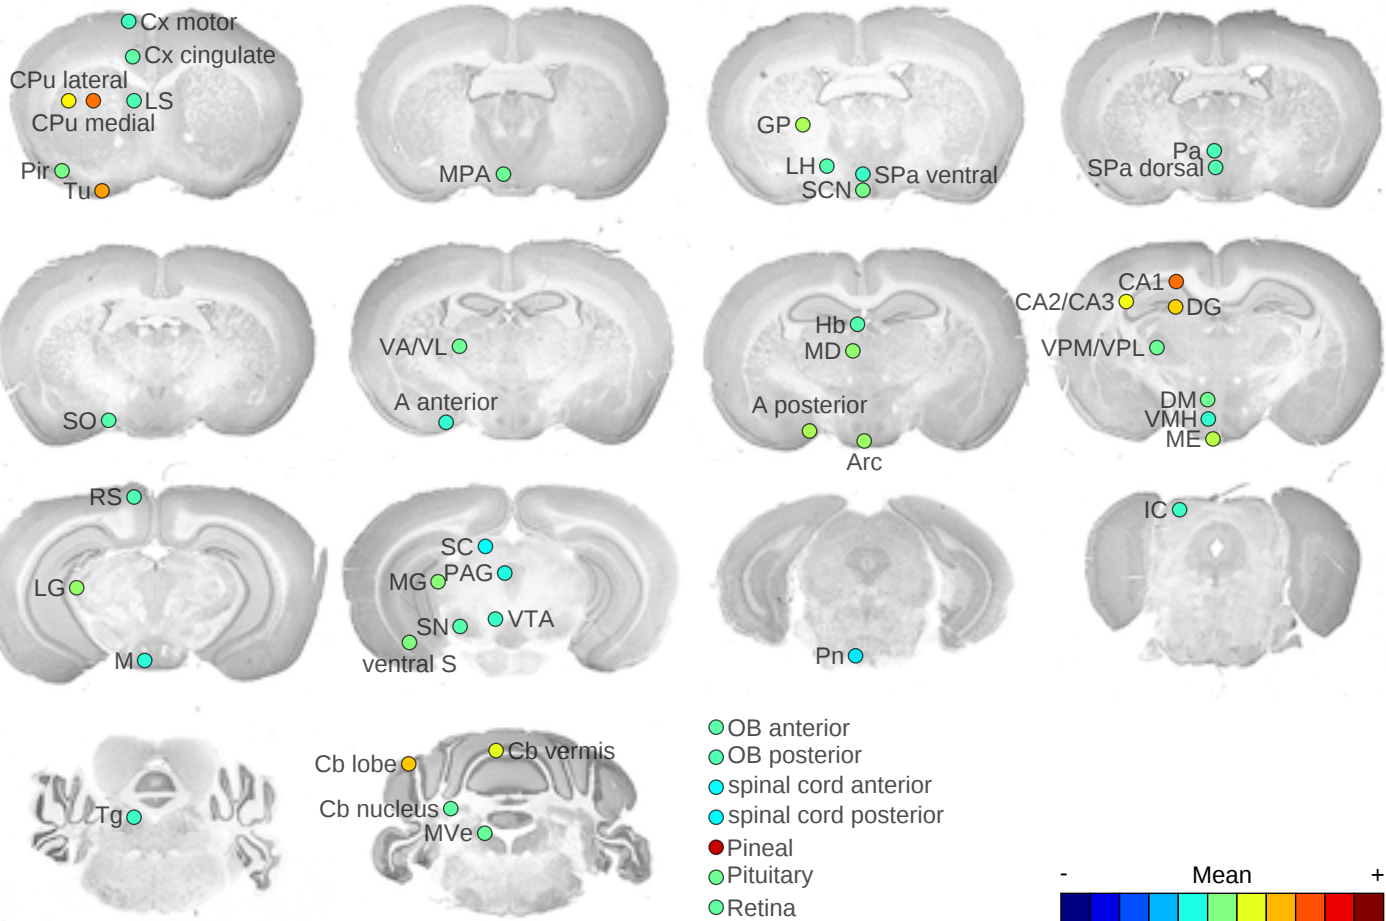 Cx motor
Cx cingulate
CPu lateral
LS
CPu medial
Pir
Tu
MPA
GP
LH
SPa ventral
SCN
Pa
SPa dorsal
SO
VA/VL
A anterior
Hb
MD
A posterior
Arc
CA1
CA2/CA3
DG
VPM/VPL
DM
VMH
ME
RS
LG
M
SC
PAG
MG
VTA
SN
ventral S
Pn
IC
Tg
Cb lobe
Cb vermis
Cb nucleus
MVe
OB anterior
OB posterior
spinal cord anterior
spinal cord posterior
Pineal
Pituitary
Retina
- Mean +